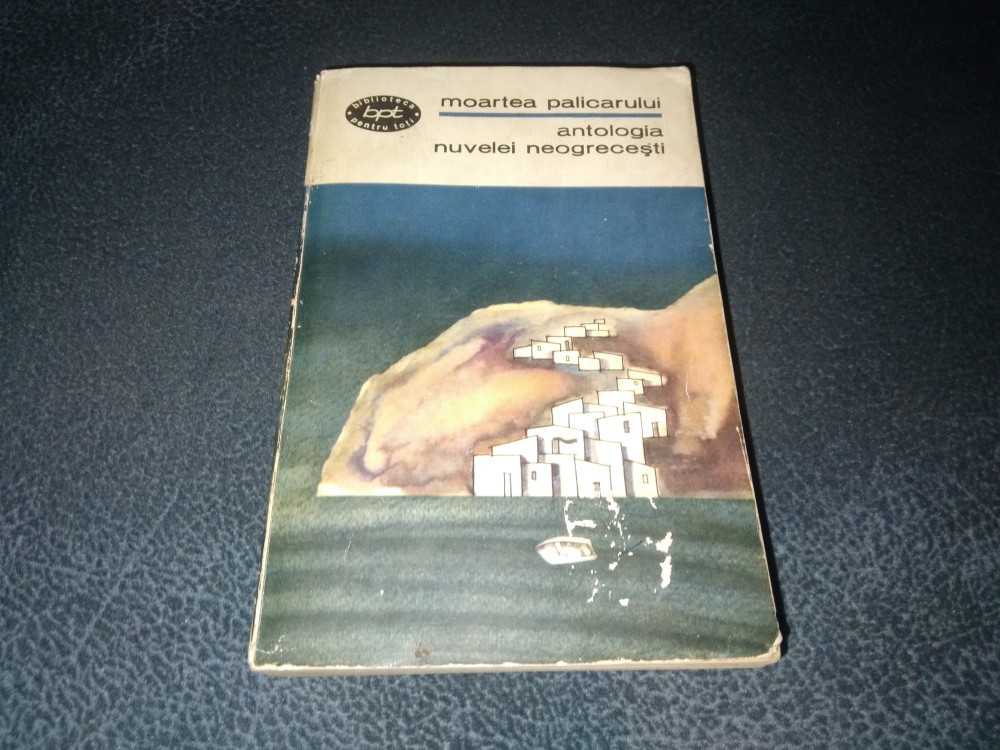 biblioteca
bpt
pentru toți
moartea palicarului
antologia
nuvelei neogrecești